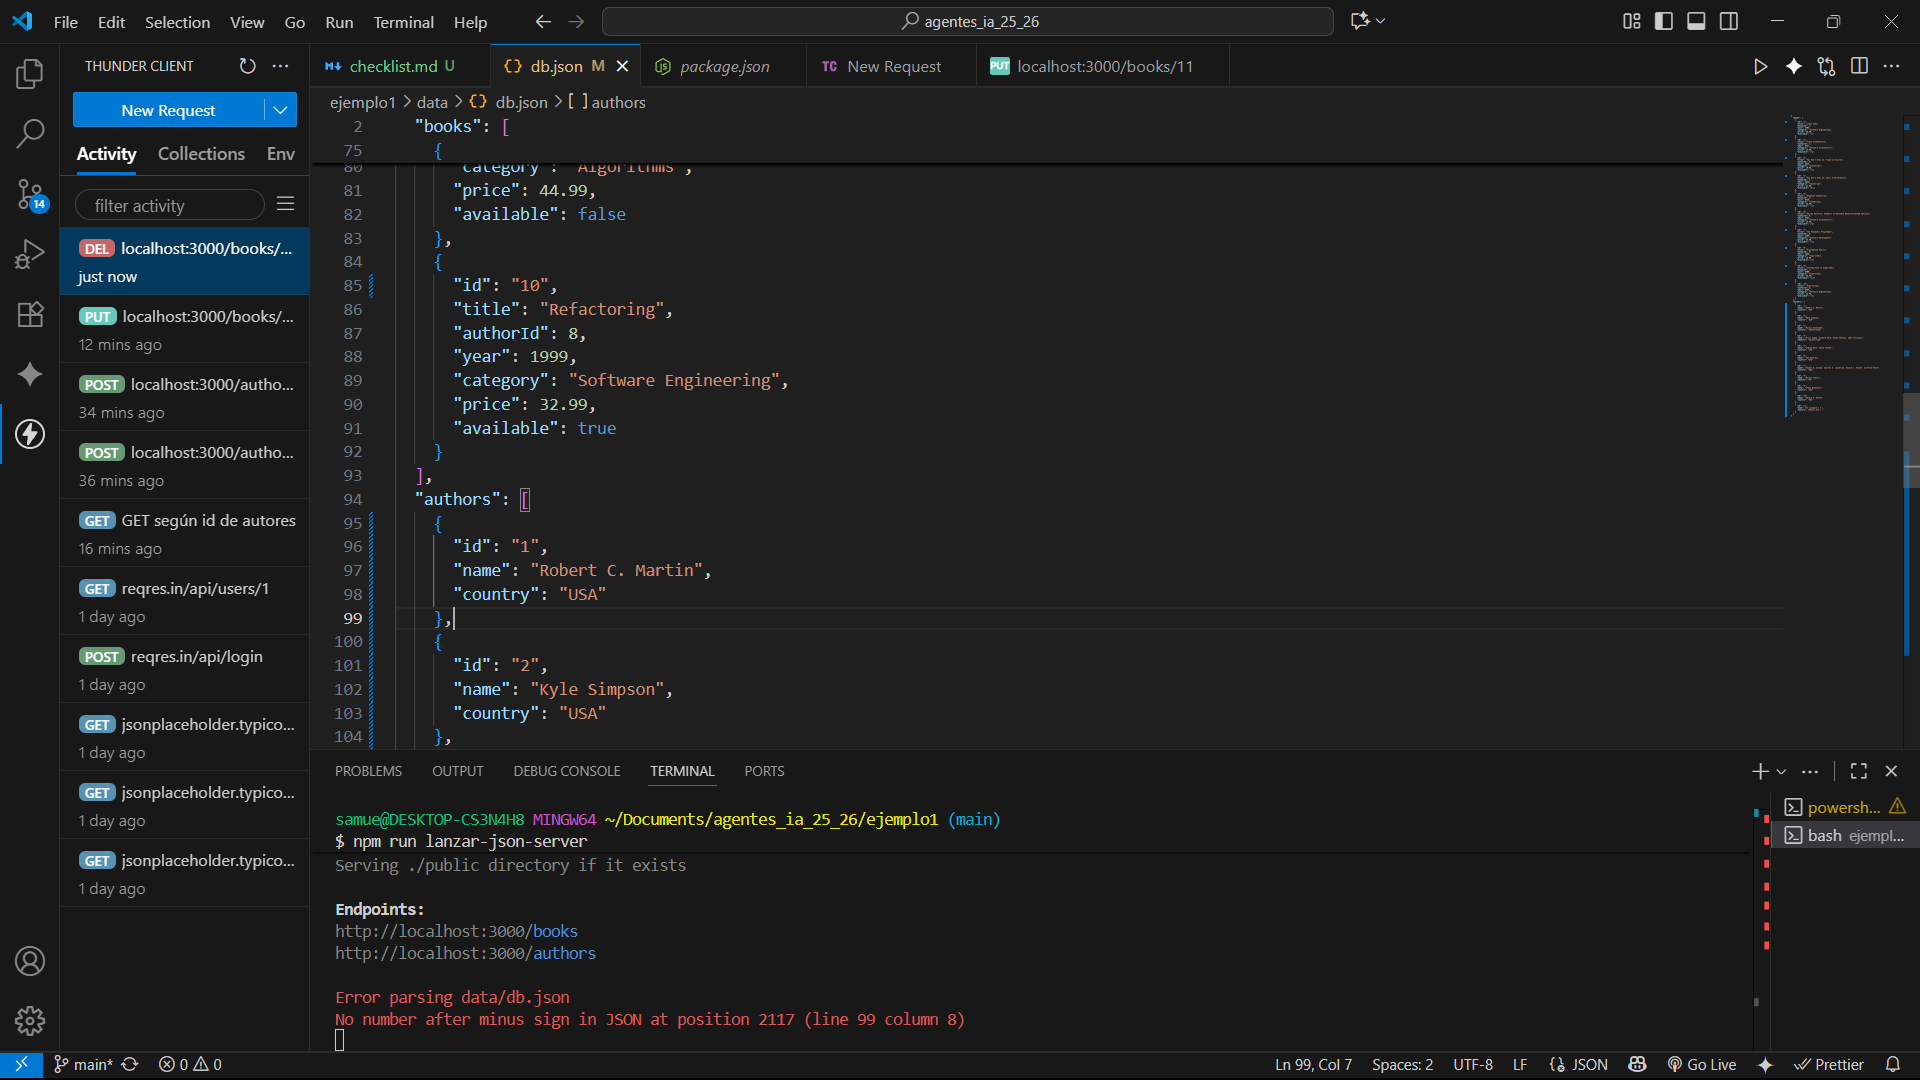 File Edit Selection View Go Run Terminal Help
agentes_ia_25_26
THUNDER CLIENT
New Request
Activity Collections Env
filter activity
14
DEL localhost:3000/books/...
just now
PUT localhost:3000/books/...
12 mins ago
POST localhost:3000/autho...
34 mins ago
POST localhost:3000/autho...
36 mins ago
GET GET según id de autores
16 mins ago
GET reqres.in/api/users/1
1 day ago
POST reqres.in/api/login
1 day ago
GET jsonplaceholder.typico...
1 day ago
GET jsonplaceholder.typico...
1 day ago
GET jsonplaceholder.typico...
1 day ago
checklist.md U
{} db.json M
package.json
TC New Request
PUT localhost:3000/books/11
ejemplo1 > data > {} db.json > [ ] authors
2 "books": [
75 {
80 "category": "Algorithms",
81 "price": 44.99,
82 "available": false
83 },
84 {
85 "id": "10",
86 "title": "Refactoring",
87 "authorId": 8,
88 "year": 1999,
89 "category": "Software Engineering",
90 "price": 32.99,
91 "available": true
92 }
93 ],
94 "authors": [
95 {
96 "id": "1",
97 "name": "Robert C. Martin",
98 "country": "USA"
99 },
100 {
101 "id": "2",
102 "name": "Kyle Simpson",
103 "country": "USA"
104 },
PROBLEMS OUTPUT DEBUG CONSOLE TERMINAL PORTS
samue@DESKTOP-CS3N4H8 MINGW64 ~/Documents/agentes_ia_25_26/ejemplo1 (main)
$ npm run lanzar-json-server
Serving ./public directory if it exists
Endpoints:
http://localhost:3000/books
http://localhost:3000/authors
Error parsing data/db.json
No number after minus sign in JSON at position 2117 (line 99 column 8)
powersh...
bash ejempl...
main* 0 0
Ln 99, Col 7 Spaces: 2 UTF-8 LF {} JSON Go Live Prettier